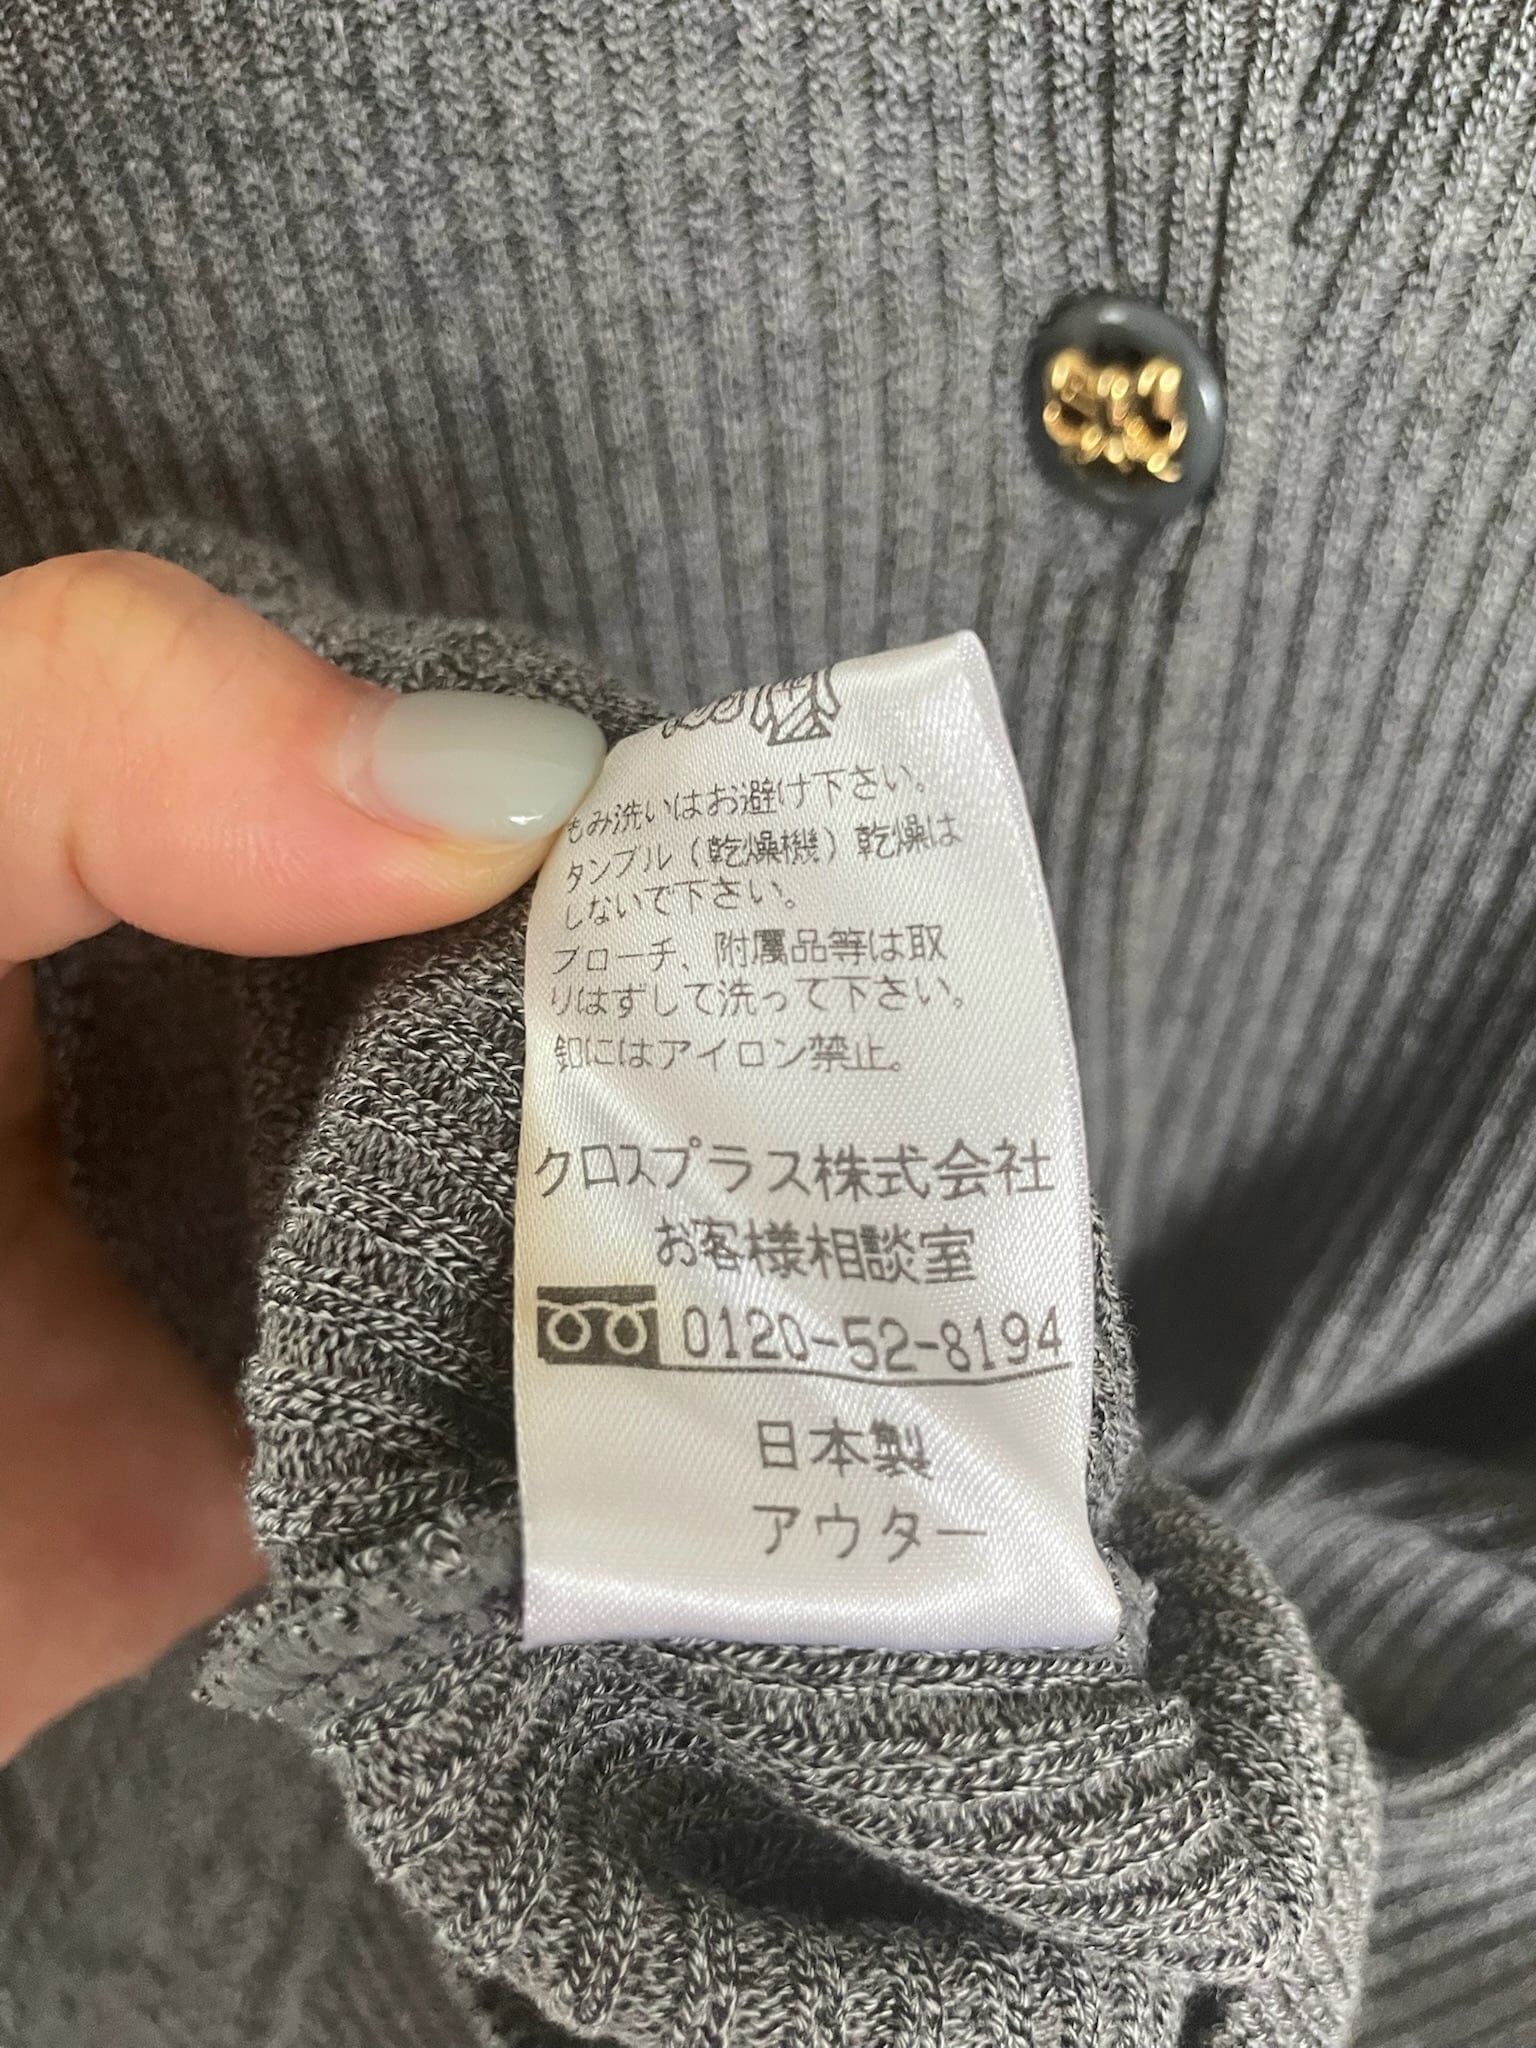 もみ洗いはお避け下さい。
タンブル(乾燥機)乾燥は
しないで下さい。
ブローチ、附属品等は取
りはずして洗って下さい。
釦にはアイロン禁止。
クロスプラス株式会社
お客様相談室
0120-52-8194
日本製
アウター